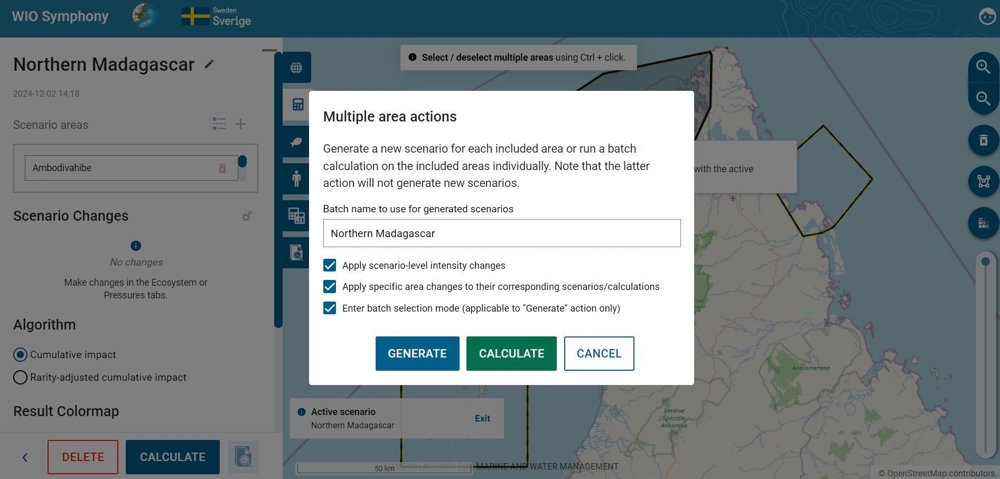 WIO Symphony
Sweden
Sverige
Northern Madagascar
2024-12-02 14:18
Scenario areas
Ambodivahibe
Scenario Changes
No changes
Make changes in the Ecosystem or
Pressures tabs.
Algorithm
Cumulative impact
Rarity-adjusted cumulative impact
Result Colormap
DELETE
CALCULATE
Select / deselect multiple areas using Ctrl + click.
with the active
Multiple area actions
Generate a new scenario for each included area or run a batch
calculation on the included areas individually. Note that the latter
action will not generate new scenarios.
Batch name to use for generated scenarios
Northern Madagascar
Apply scenario-level intensity changes
Apply specific area changes to their corresponding scenarios/calculations
Enter batch selection mode (applicable to "Generate" action only)
GENERATE
CALCULATE
CANCEL
Analamerana
Réserve
Spéciale
Ankarana
Active scenario
Northern Madagascar
Exit
50 km
SWEDISH AGENCY FOR MARINE AND WATER MANAGEMENT
© OpenStreetMap contributors.